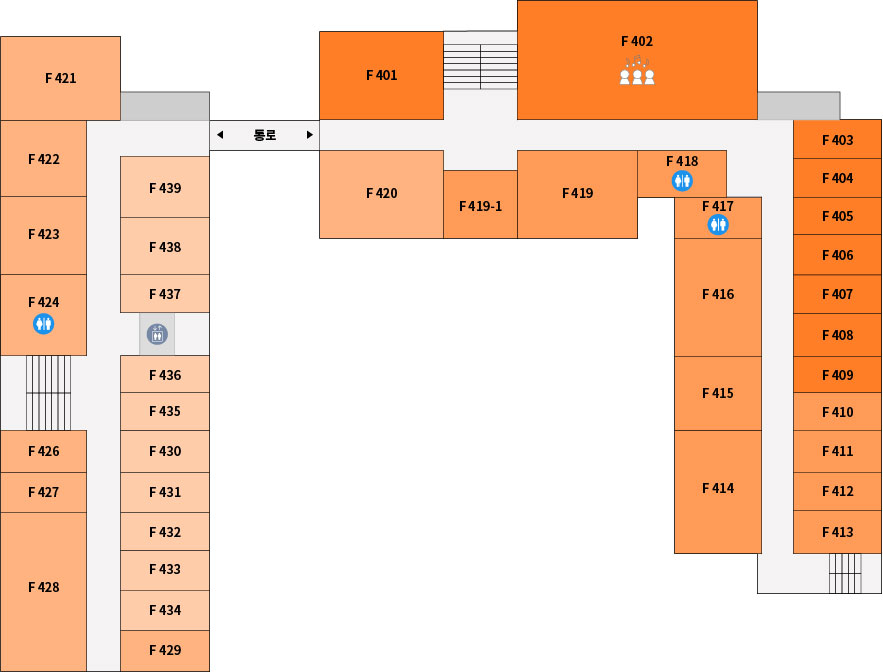 F 421
F 422
F 423
F 424
F 426
F 427
F 428
F 439
F 438
F 437
F 436
F 435
F 430
F 431
F 432
F 433
F 434
F 429
통로
F 401
F 402
F 420
F 419-1
F 419
F 418
F 417
F 416
F 415
F 414
F 403
F 404
F 405
F 406
F 407
F 408
F 409
F 410
F 411
F 412
F 413